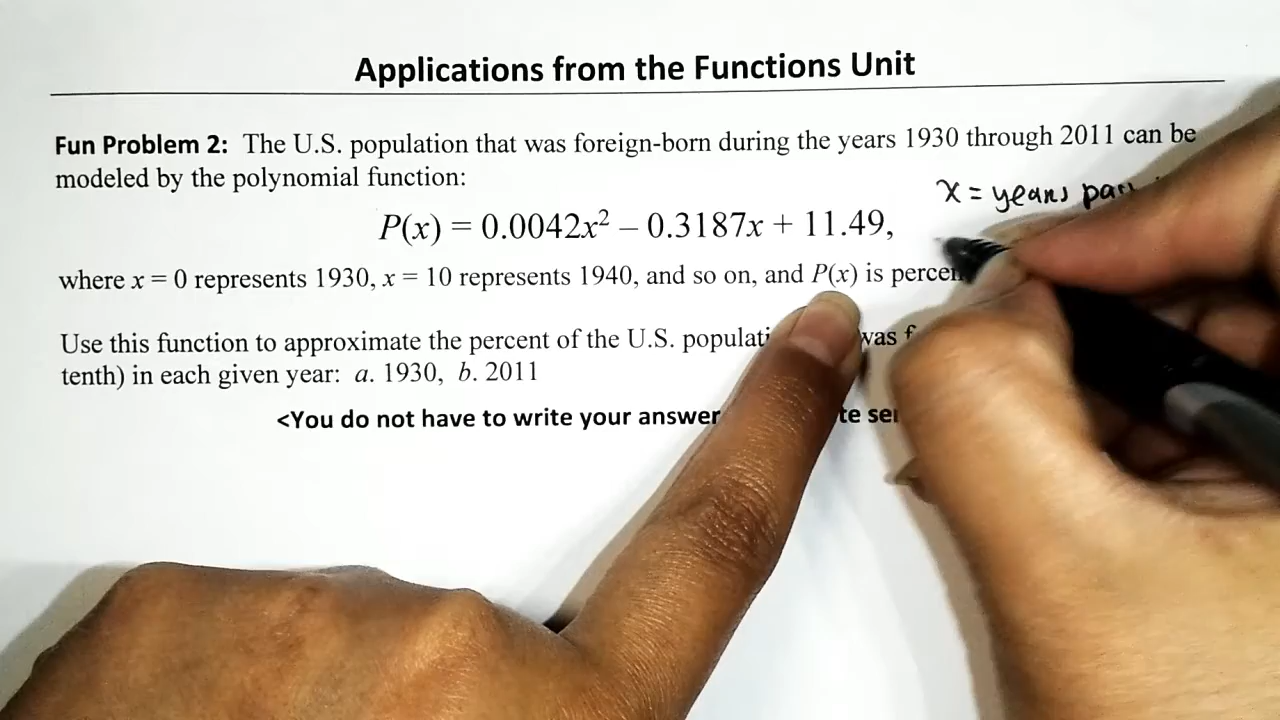 Applications from the Functions Unit
Fun Problem 2: The U.S. population that was foreign-born during the years 1930 through 2011 can be
modeled by the polynomial function:
x = years
P(x) = 0.0042x² – 0.3187x + 11.49,
where x = 0 represents 1930, x = 10 represents 1940, and so on, and P(x) is
Use this function to approximate the percent of the U.S. was
tenth) in each given year: a. 1930, b. 2011
<You do not have to write your